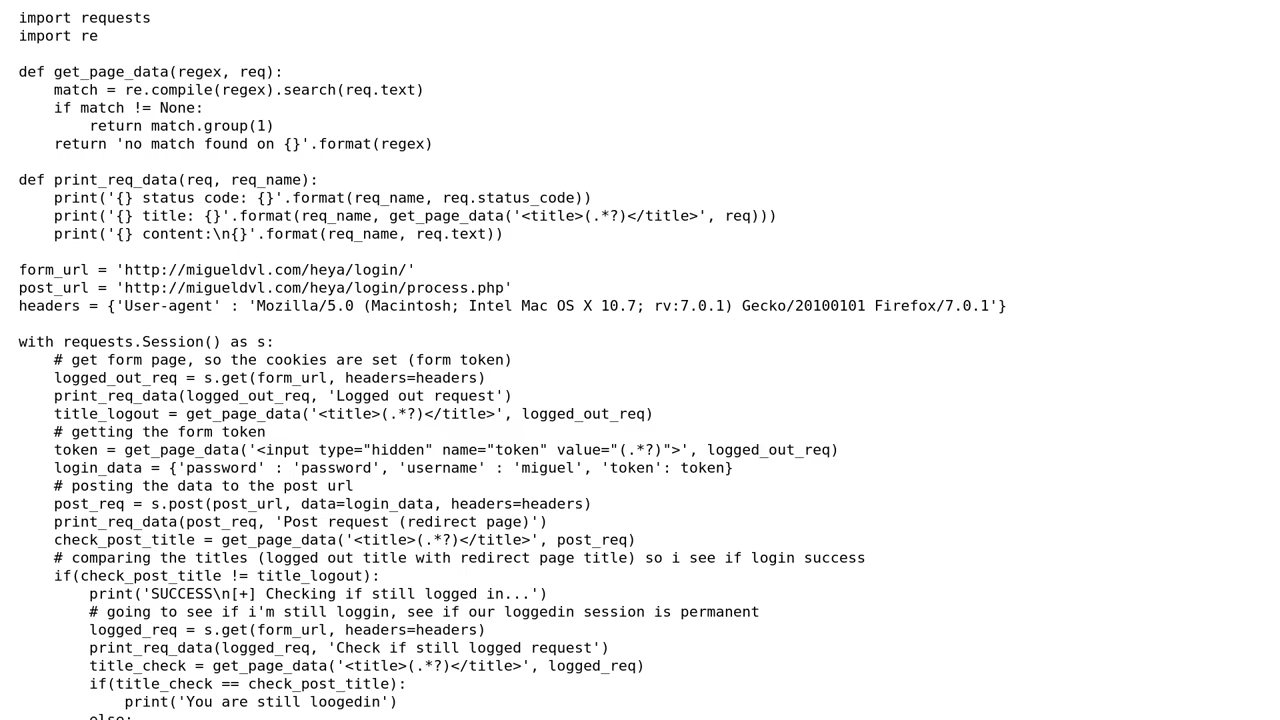 import requests
import re

def get_page_data(regex, req):
    match = re.compile(regex).search(req.text)
    if match != None:
        return match.group(1)
    return 'no match found on {}'.format(regex)

def print_req_data(req, req_name):
    print('{} status code: {}'.format(req_name, req.status_code))
    print('{} title: {}'.format(req_name, get_page_data('<title>(.*?)</title>', req)))
    print('{} content:\n{}'.format(req_name, req.text))

form_url = 'http://migueldvl.com/heya/login/'
post_url = 'http://migueldvl.com/heya/login/process.php'
headers = {'User-agent' : 'Mozilla/5.0 (Macintosh; Intel Mac OS X 10.7; rv:7.0.1) Gecko/20100101 Firefox/7.0.1'}

with requests.Session() as s:
    # get form page, so the cookies are set (form token)
    logged_out_req = s.get(form_url, headers=headers)
    print_req_data(logged_out_req, 'Logged out request')
    title_logout = get_page_data('<title>(.*?)</title>', logged_out_req)
    # getting the form token
    token = get_page_data('<input type="hidden" name="token" value="(.*?)">', logged_out_req)
    login_data = {'password' : 'password', 'username' : 'miguel', 'token': token}
    # posting the data to the post url
    post_req = s.post(post_url, data=login_data, headers=headers)
    print_req_data(post_req, 'Post request (redirect page)')
    check_post_title = get_page_data('<title>(.*?)</title>', post_req)
    # comparing the titles (logged out title with redirect page title) so i see if login success
    if(check_post_title != title_logout):
        print('SUCCESS\n[+] Checking if still logged in...')
        # going to see if i'm still loggin, see if our loggedin session is permanent
        logged_req = s.get(form_url, headers=headers)
        print_req_data(logged_req, 'Check if still logged request')
        title_check = get_page_data('<title>(.*?)</title>', logged_req)
        if(title_check == check_post_title):
            print('You are still loogedin')
        else: